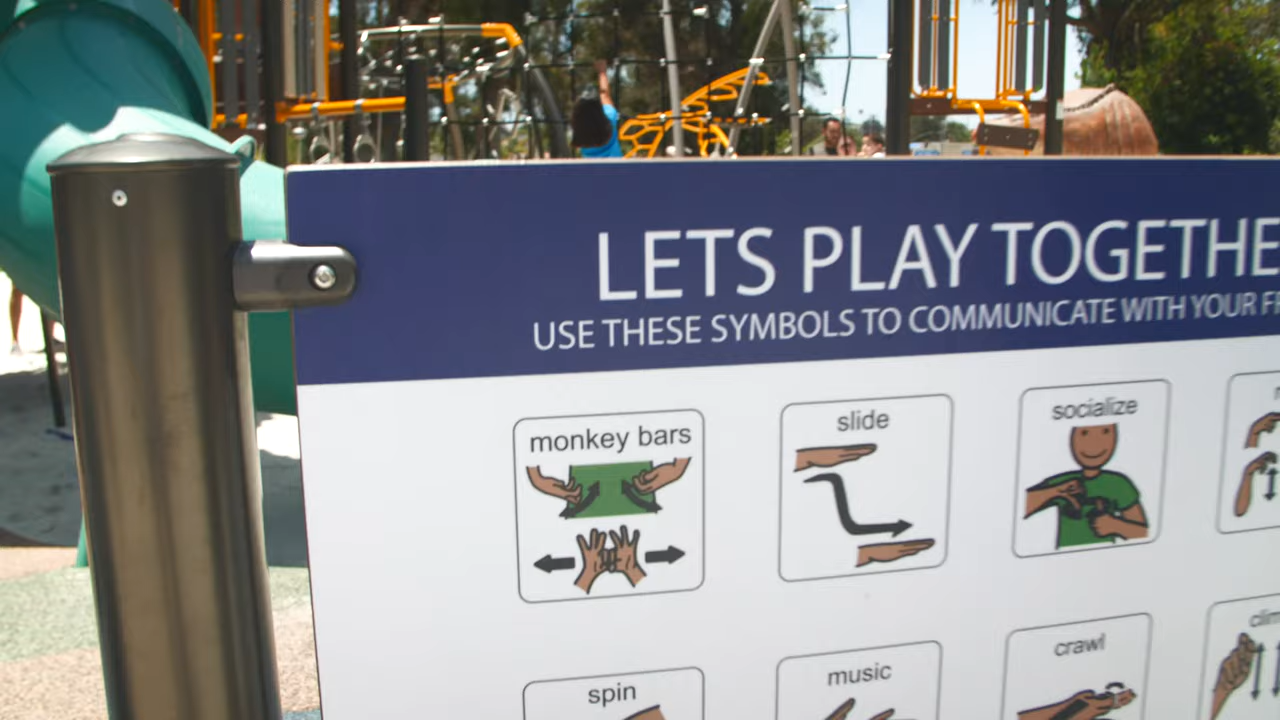 LETS PLAY TOGETHE
USE THESE SYMBOLS TO COMMUNICATE WITH YOUR
monkey bars
slide
socialize
spin
music
crawl